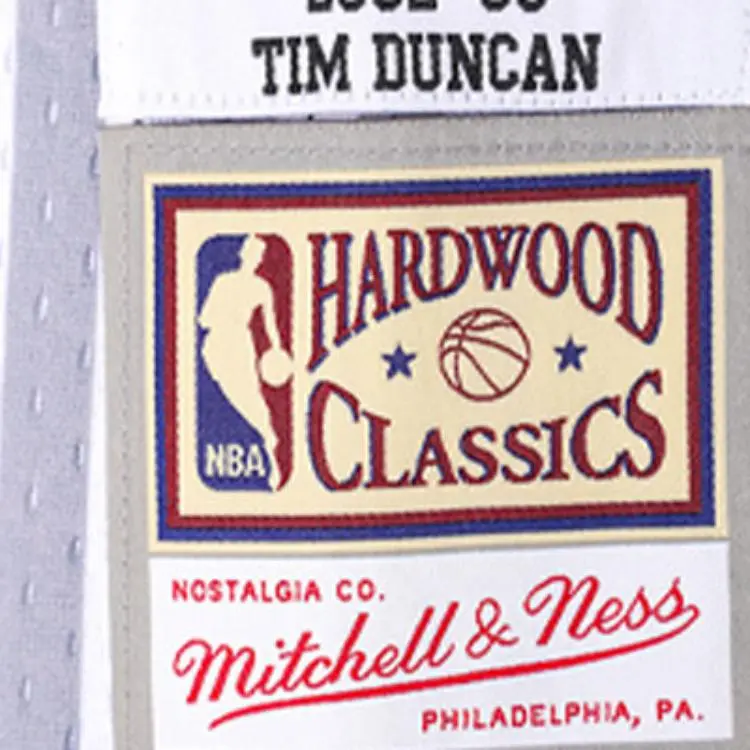 TIM DUNCAN
HARDWOOD
CLASSICS
NBA
NOSTALGIA CO.
Mitchell & Ness
PHILADELPHIA, PA.